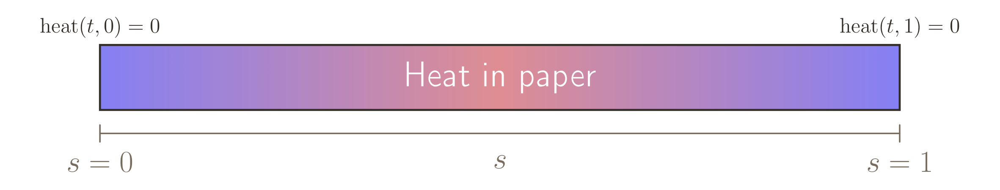 heat(t, 0) = 0
heat(t, 1) = 0
Heat in paper
s = 0
s
s = 1